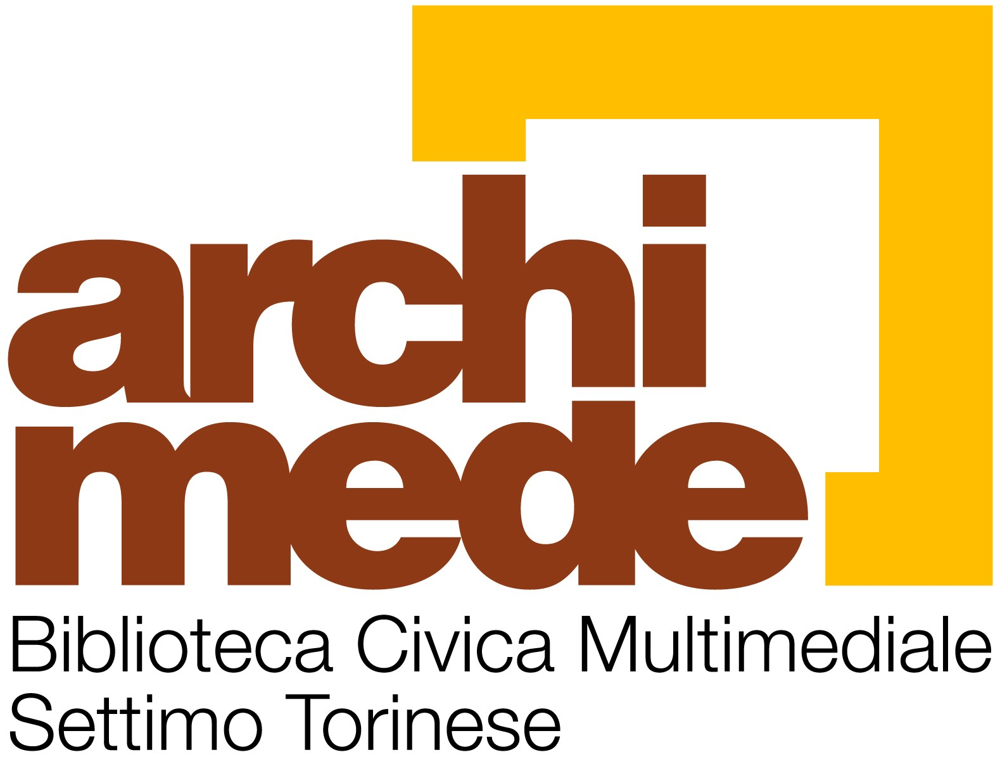 archi
mede
Biblioteca Civica Multimediale
Settimo Torinese